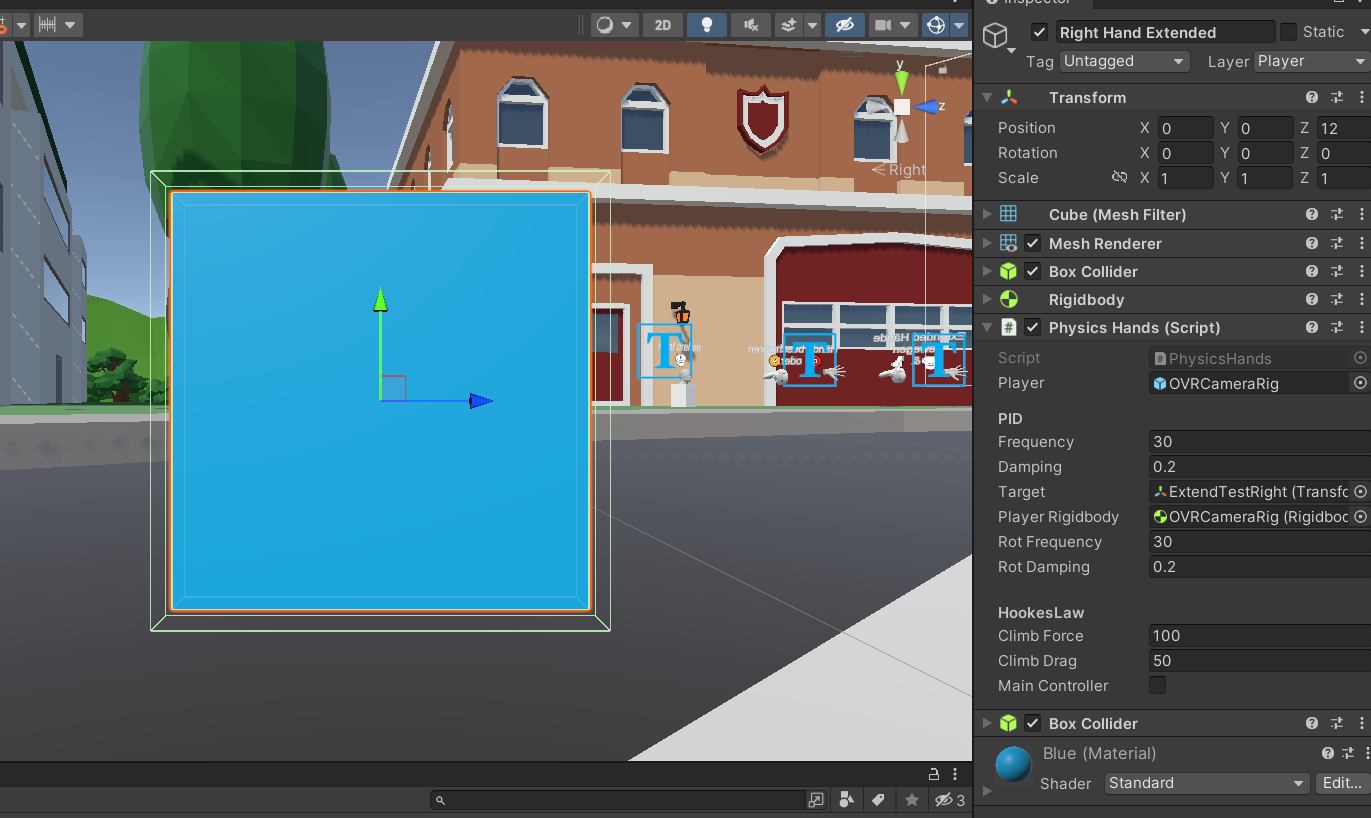 Inspector
Right Hand Extended
Static
Tag Untagged Layer Player
2D
y
z
Right
Transform
Position X 0 Y 0 Z 12
Rotation X 0 Y 0 Z 0
Scale X 1 Y 1 Z 1
Cube (Mesh Filter)
Mesh Renderer
Box Collider
Rigidbody
Physics Hands (Script)
Script PhysicsHands
Player OVRCameraRig
PID
Frequency 30
Damping 0.2
Target ExtendTestRight (Transfo
Player Rigidbody OVRCameraRig (Rigidboc
Rot Frequency 30
Rot Damping 0.2
HookesLaw
Climb Force 100
Climb Drag 50
Main Controller
Box Collider
Blue (Material)
Shader Standard Edit...
T
T
T
Extended Hände
3